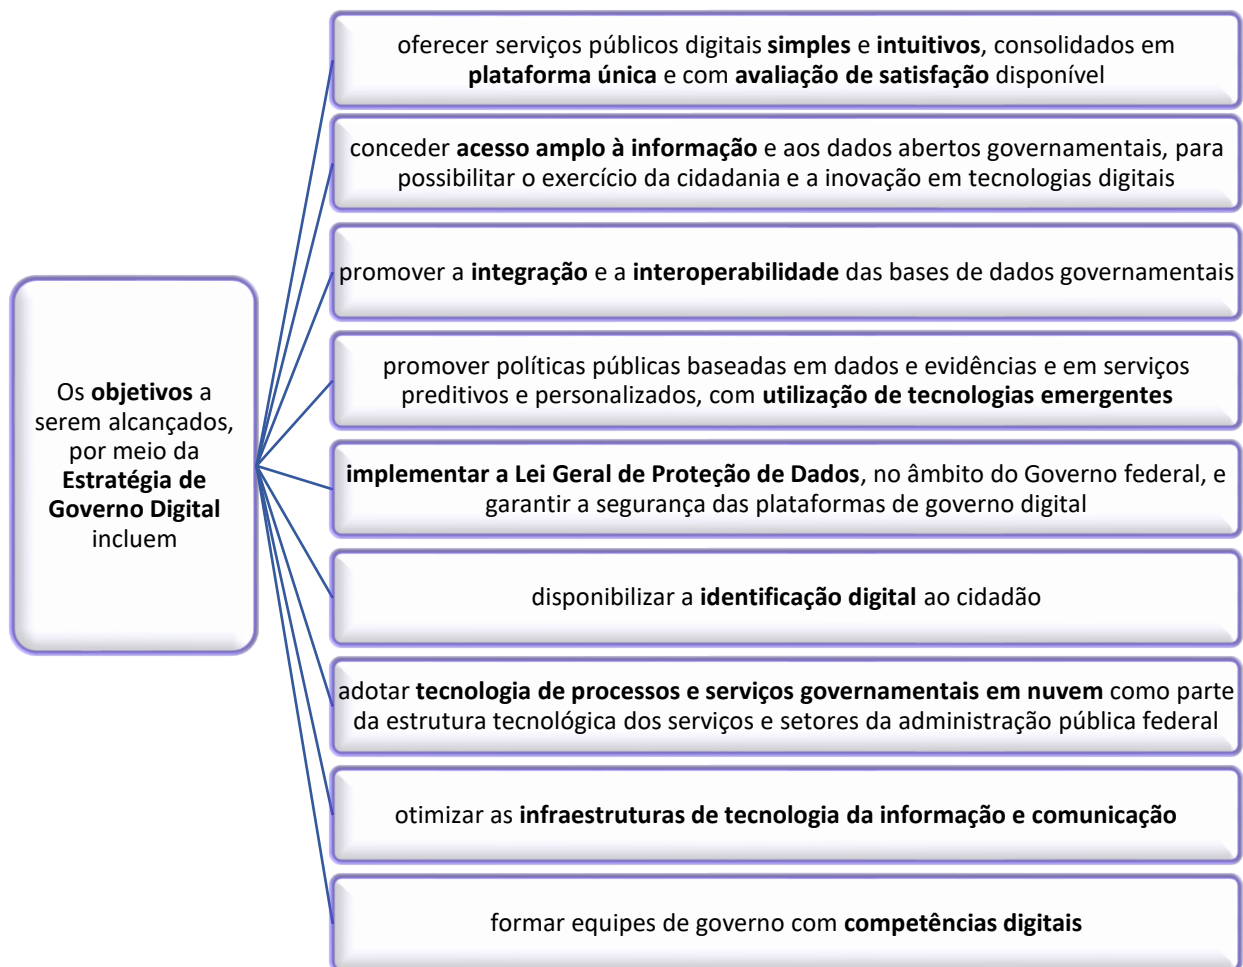 oferecer serviços públicos digitais simples e intuitivos, consolidados em
plataforma única e com avaliação de satisfação disponível
conceder acesso amplo à informação e aos dados abertos governamentais, para
possibilitar o exercício da cidadania e a inovação em tecnologias digitais
promover a integração e a interoperabilidade das bases de dados governamentais
promover políticas públicas baseadas em dados e evidências e em serviços
preditivos e personalizados, com utilização de tecnologias emergentes
Os objetivos a
serem alcançados,
por meio da
Estratégia de
Governo Digital
incluem
implementar a Lei Geral de Proteção de Dados, no âmbito do Governo federal, e
garantir a segurança das plataformas de governo digital
disponibilizar a identificação digital ao cidadão
adotar tecnologia de processos e serviços governamentais em nuvem como parte
da estrutura tecnológica dos serviços e setores da administração pública federal
otimizar as infraestruturas de tecnologia da informação e comunicação
formar equipes de governo com competências digitais